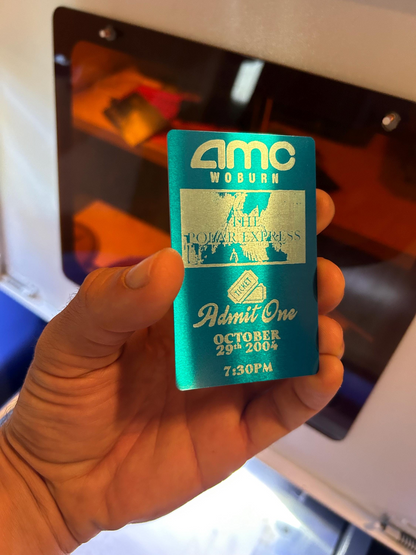 amc
WOBURN
THE
POLAR EXPRESS
TICKET
Admit One
OCTOBER
29th 2004
7:30PM